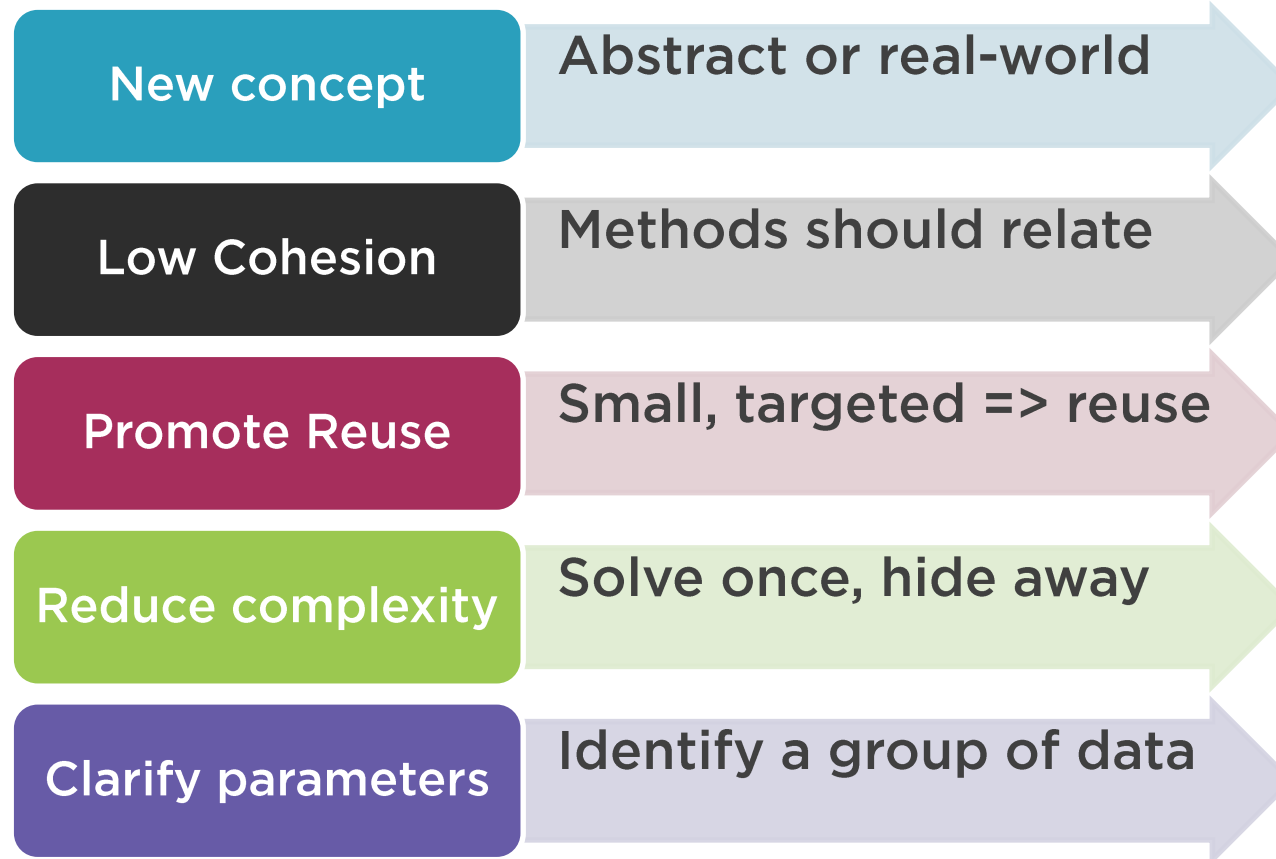 New concept
Abstract or real-world
Low Cohesion
Methods should relate
Promote Reuse
Small, targeted => reuse
Reduce complexity
Solve once, hide away
Clarify parameters
Identify a group of data